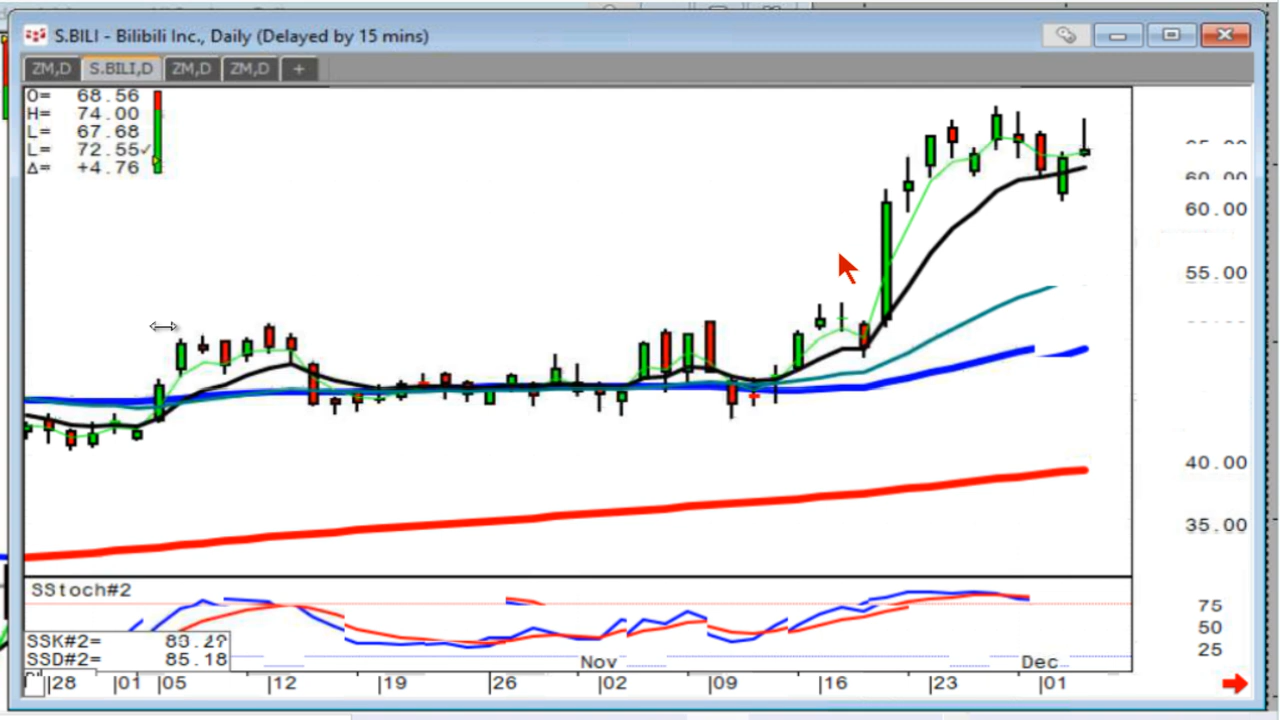 S.BILI - Bilibili Inc., Daily (Delayed by 15 mins)
ZM,D S.BILI,D ZM,D ZM,D +
O= 68.56
H= 74.00
L= 67.68
L= 72.55✓
Δ= +4.76
60.00
55.00
40.00
35.00
SStoch#2
75
50
25
SSK#2=
SSD#2= 85.18
Nov Dec
28 01 05 12 19 26 02 09 16 23 01